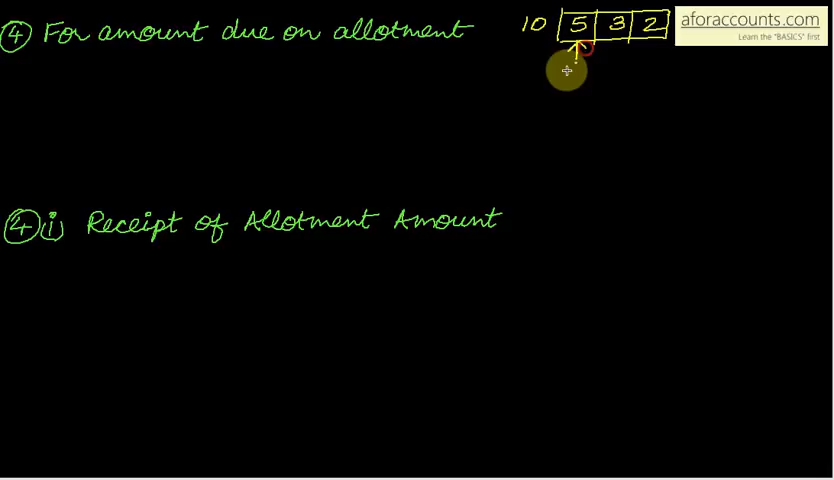 ④ For amount due on allotment
10 5 3 2
aforaccounts.com
Learn the "BASICS" first
④(i) Receipt of Allotment Amount